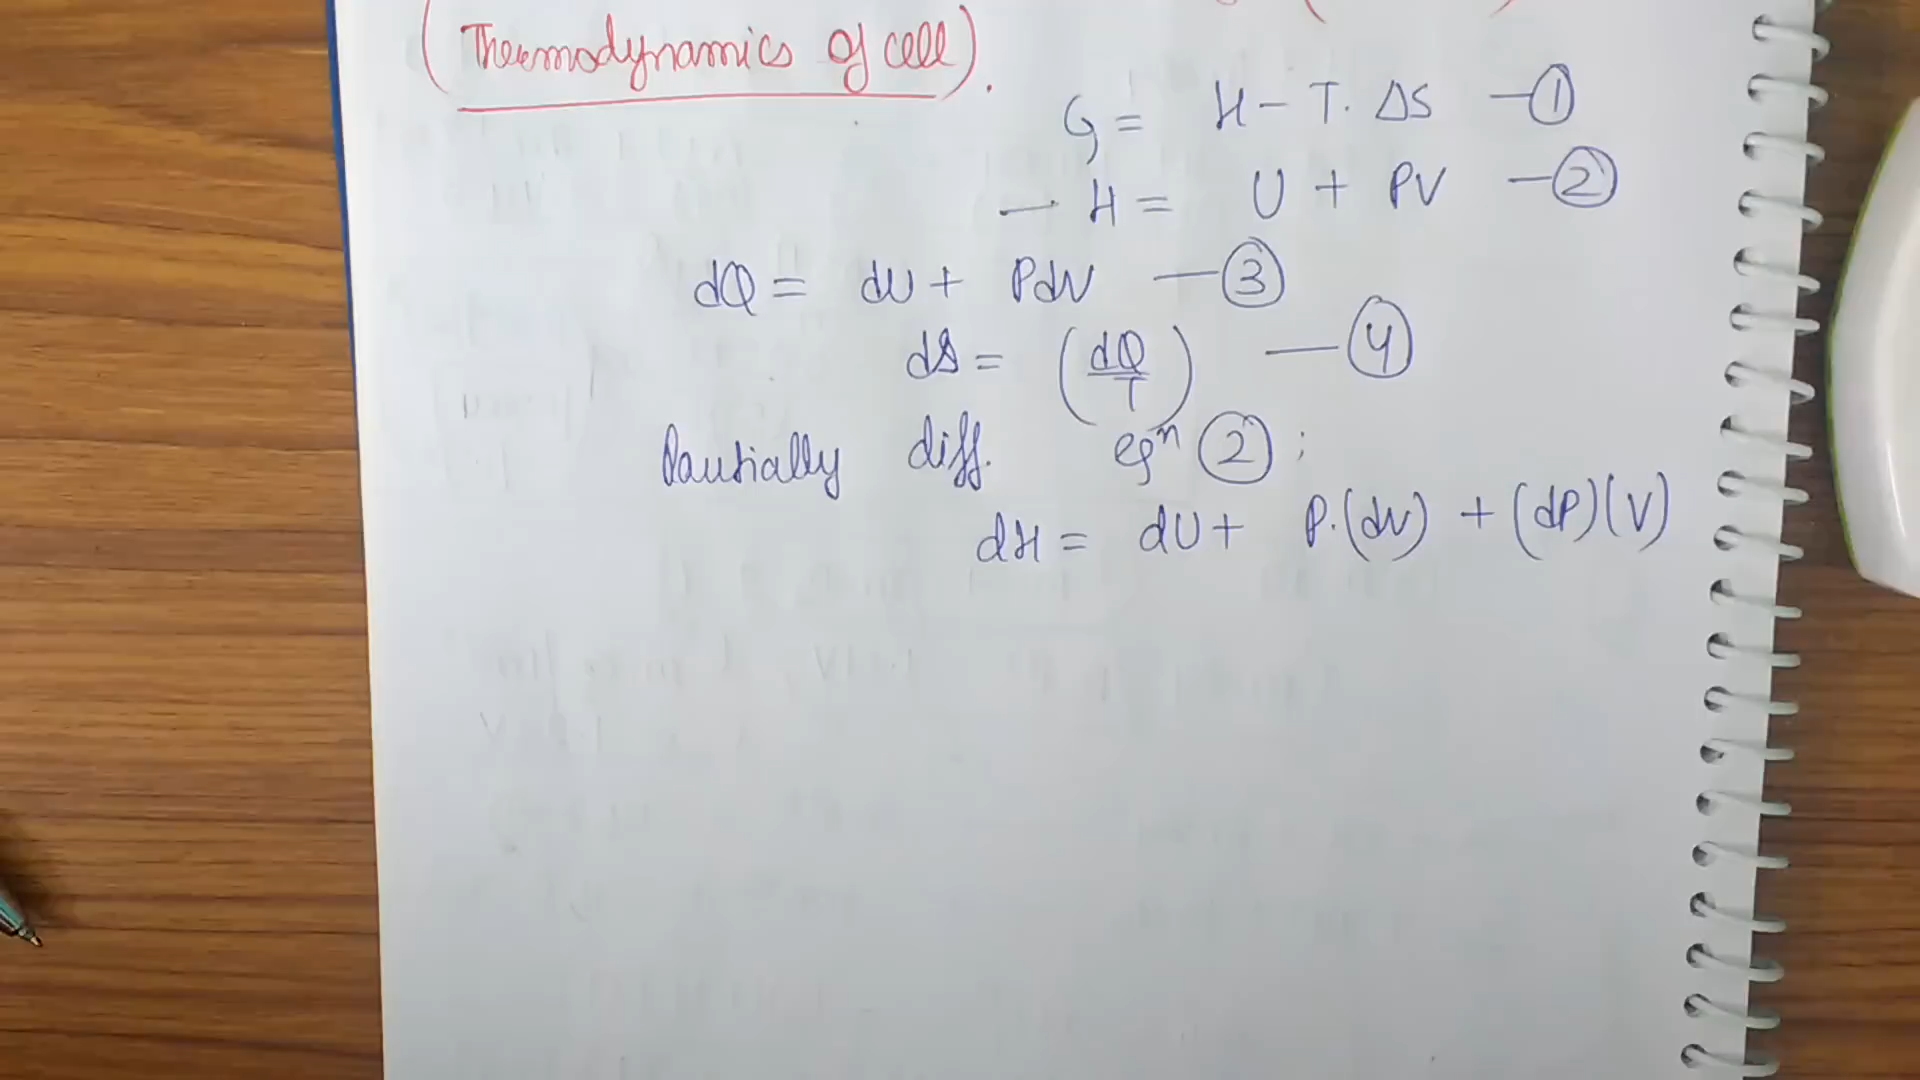 (Thermodynamics of cell).
G = H - T. ΔS — ①
— H = U + PV — ②
dQ = dU + PdV — ③
dS = (dQ/T) — ④
Partially diff. eqⁿ ② ;
dH = dU + P.(dV) + (dP)(V)